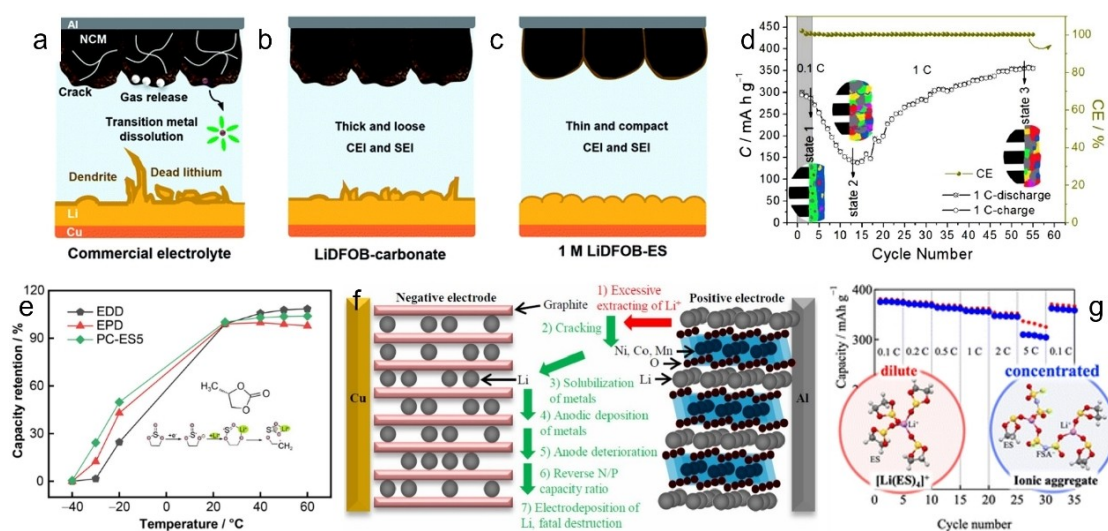 a
Al
NCM
Crack
Gas release
Transition metal
dissolution
Dendrite
Dead lithium
Li
Cu
Commercial electrolyte
b
Thick and loose
CEI and SEI
LiDFOB-carbonate
c
Thin and compact
CEI and SEI
1 M LiDFOB-ES
d
C / mA h g⁻¹
450
400
350
300
250
200
150
100
50
0
0.1 C
1 C
state 1
state 2
state 3
CE
1 C-discharge
1 C-charge
0 5 10 15 20 25 30 35 40 45 50 55 60
Cycle Number
100
80
60
40
20
0
CE / %
e
Capacity retention / %
120
90
60
30
0
EDD
EPD
PC-ES5
-40 -20 0 20 40 60
Temperature / °C
f
Negative electrode
Graphite
Positive electrode
1) Excessive
extracting of Li⁺
2) Cracking
Ni, Co, Mn
O
Li
Li
3) Solubilization
of metals
4) Anodic deposition
of metals
5) Anode deterioration
6) Reverse N/P
capacity ratio
7) Electrodeposition
of Li, fatal destruction
Cu
Al
g
Capacity / mAh g⁻¹
400
300
0.1 C 0.2 C 0.5 C 1 C 2 C 5 C 0.1 C
dilute
concentrated
Li⁺
ES
[Li(ES)₄]⁺
Li⁺
ES
FSA⁻
Ionic aggregate
0 5 10 15 20 25 30 35
Cycle number